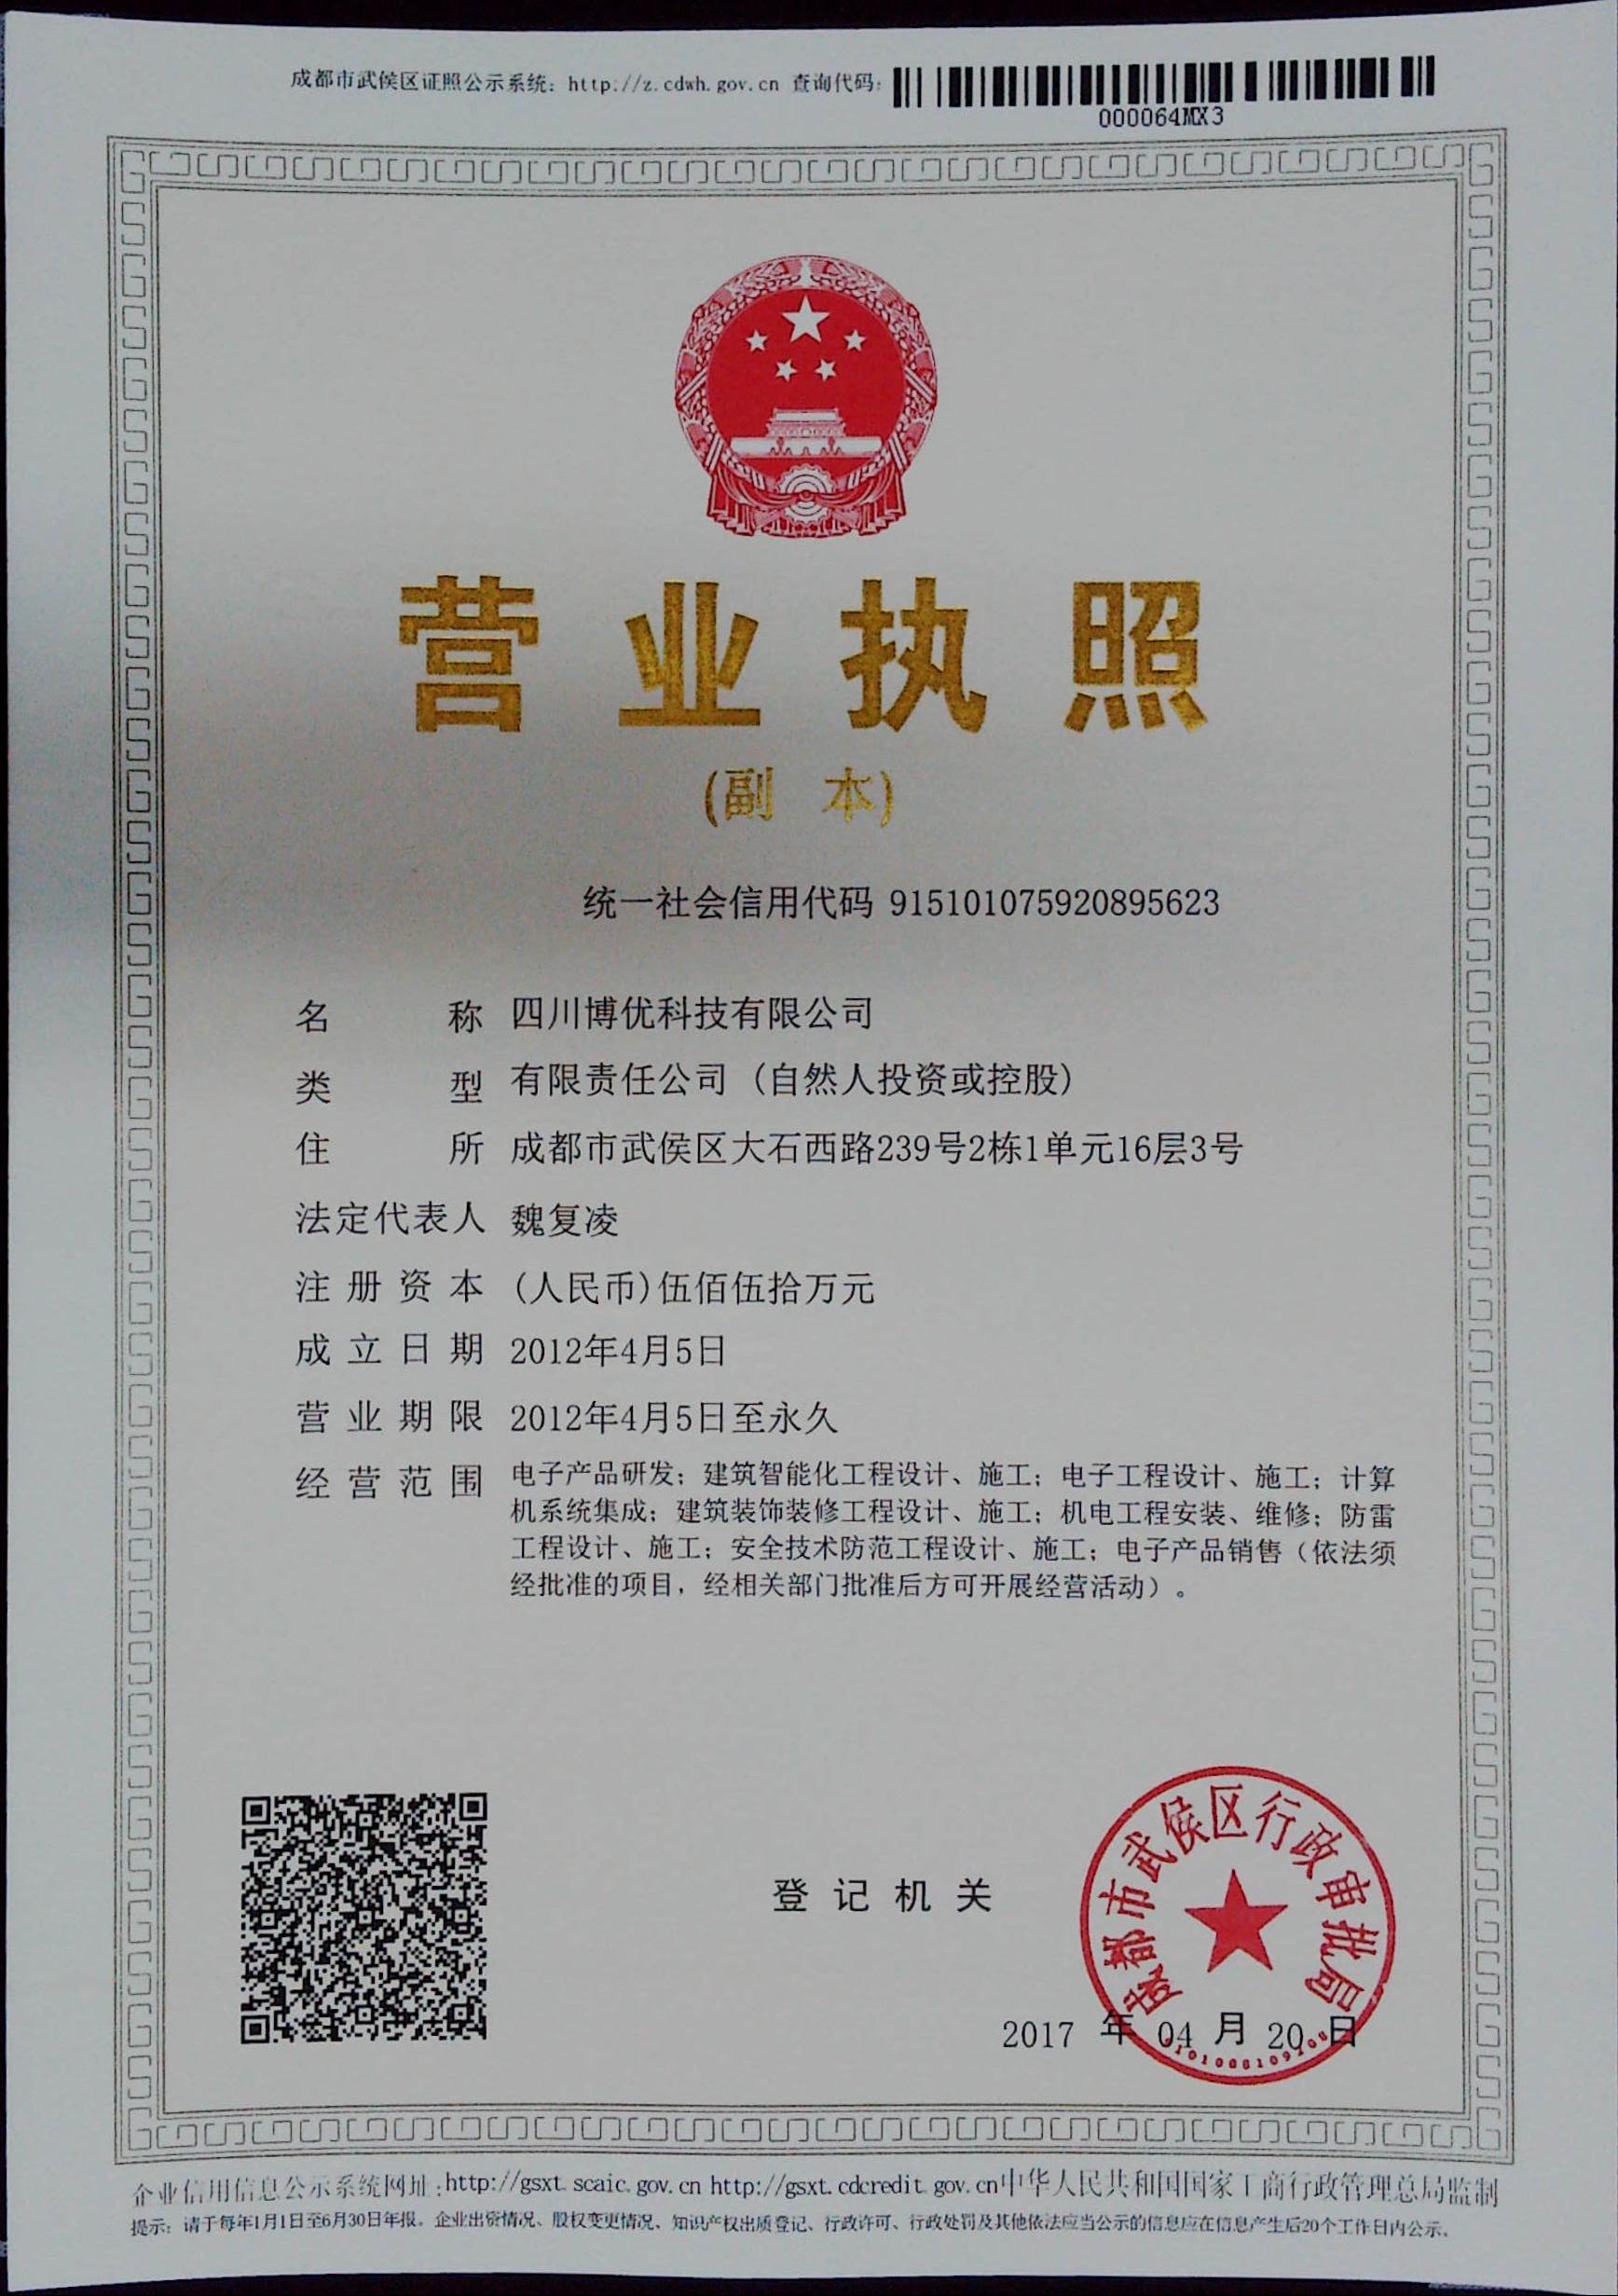 成都市武侯区证照公示系统：http://z.cdwh.gov.cn 查询代码：
000064MX3
营业执照
(副 本)
统一社会信用代码 915101075920895623
名 称 四川博优科技有限公司
类 型 有限责任公司（自然人投资或控股）
住 所 成都市武侯区大石西路239号2栋1单元16层3号
法定代表人 魏复凌
注册资本 (人民币)伍佰伍拾万元
成立日期 2012年4月5日
营业期限 2012年4月5日至永久
经营范围 电子产品研发；建筑智能化工程设计、施工；电子工程设计、施工；计算
机系统集成；建筑装饰装修工程设计、施工；机电工程安装、维修；防雷
工程设计、施工；安全技术防范工程设计、施工；电子产品销售（依法须
经批准的项目，经相关部门批准后方可开展经营活动）。
成都市武侯区行政审批局
登记机关
2017 年 04 月 20 日
企业信用信息公示系统网址:http://gsxt.scaic.gov.cn http://gsxt.cdcredit.gov.cn中华人民共和国国家工商行政管理总局监制
提示：请于每年1月1日至6月30日年报。企业出资情况、股权变更情况、知识产权出质登记、行政许可、行政处罚及其他依法应当公示的信息应在信息产生后20个工作日内公示。